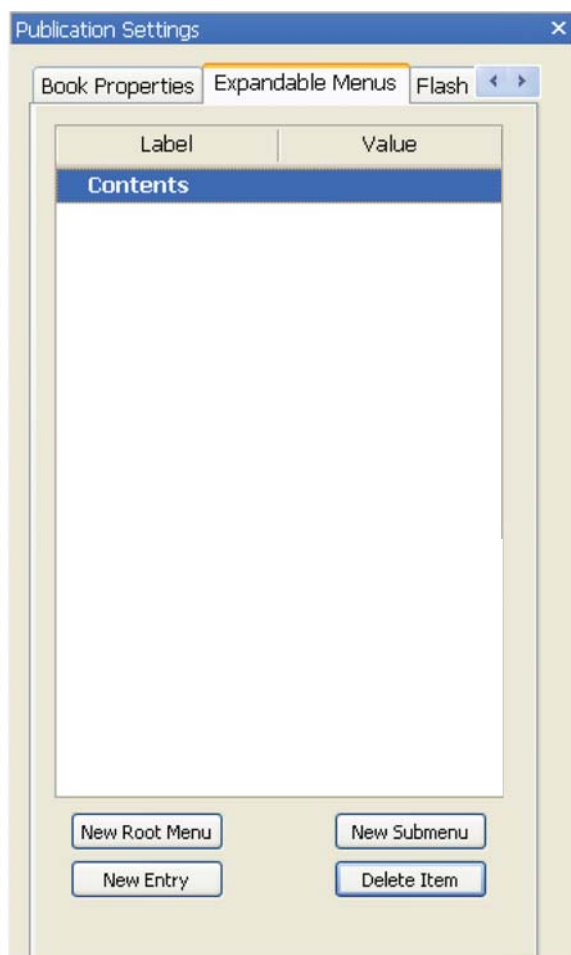 Publication Settings
Book Properties Expandable Menus Flash
Label Value
Contents
New Root Menu New Submenu
New Entry Delete Item